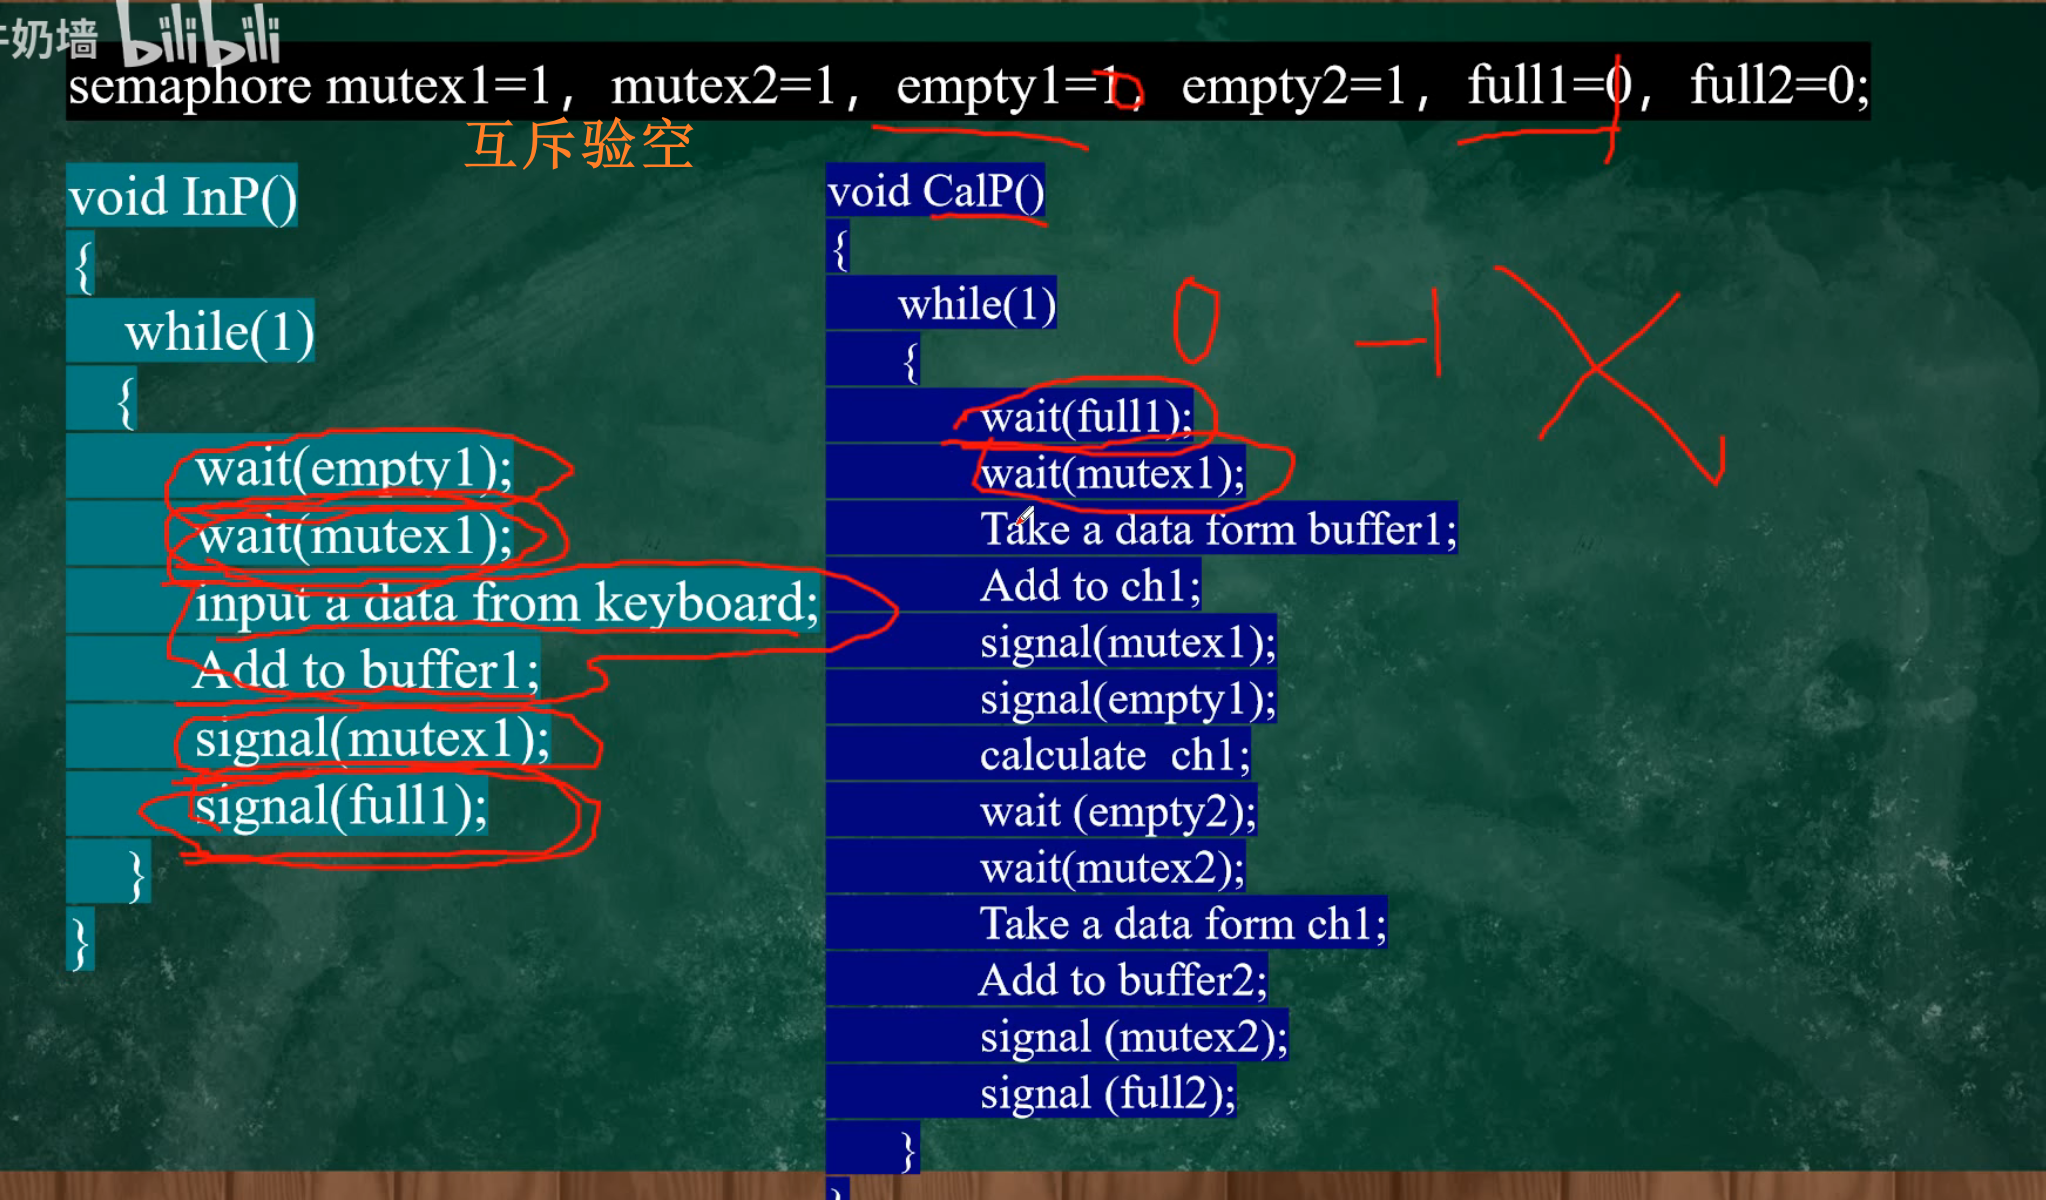 牛奶墙 bilibili
semaphore mutex1=1, mutex2=1, empty1=1, empty2=1, full1=0, full2=0;
互斥验空
void InP()
{
while(1)
{
wait(empty1);
wait(mutex1);
input a data from keyboard;
Add to buffer1;
signal(mutex1);
signal(full1);
}
}
void CalP()
{
while(1)
{
wait(full1);
wait(mutex1);
Take a data form buffer1;
Add to ch1;
signal(mutex1);
signal(empty1);
calculate ch1;
wait (empty2);
wait(mutex2);
Take a data form ch1;
Add to buffer2;
signal (mutex2);
signal (full2);
}
}
0 -1